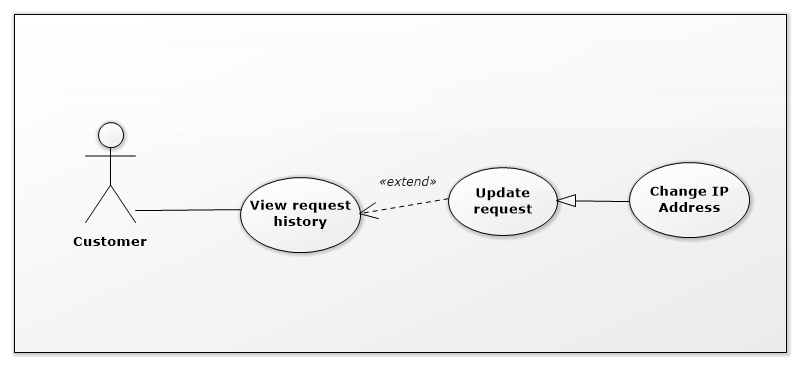 «extend»
Update
request
Change IP
Address
View request
history
Customer